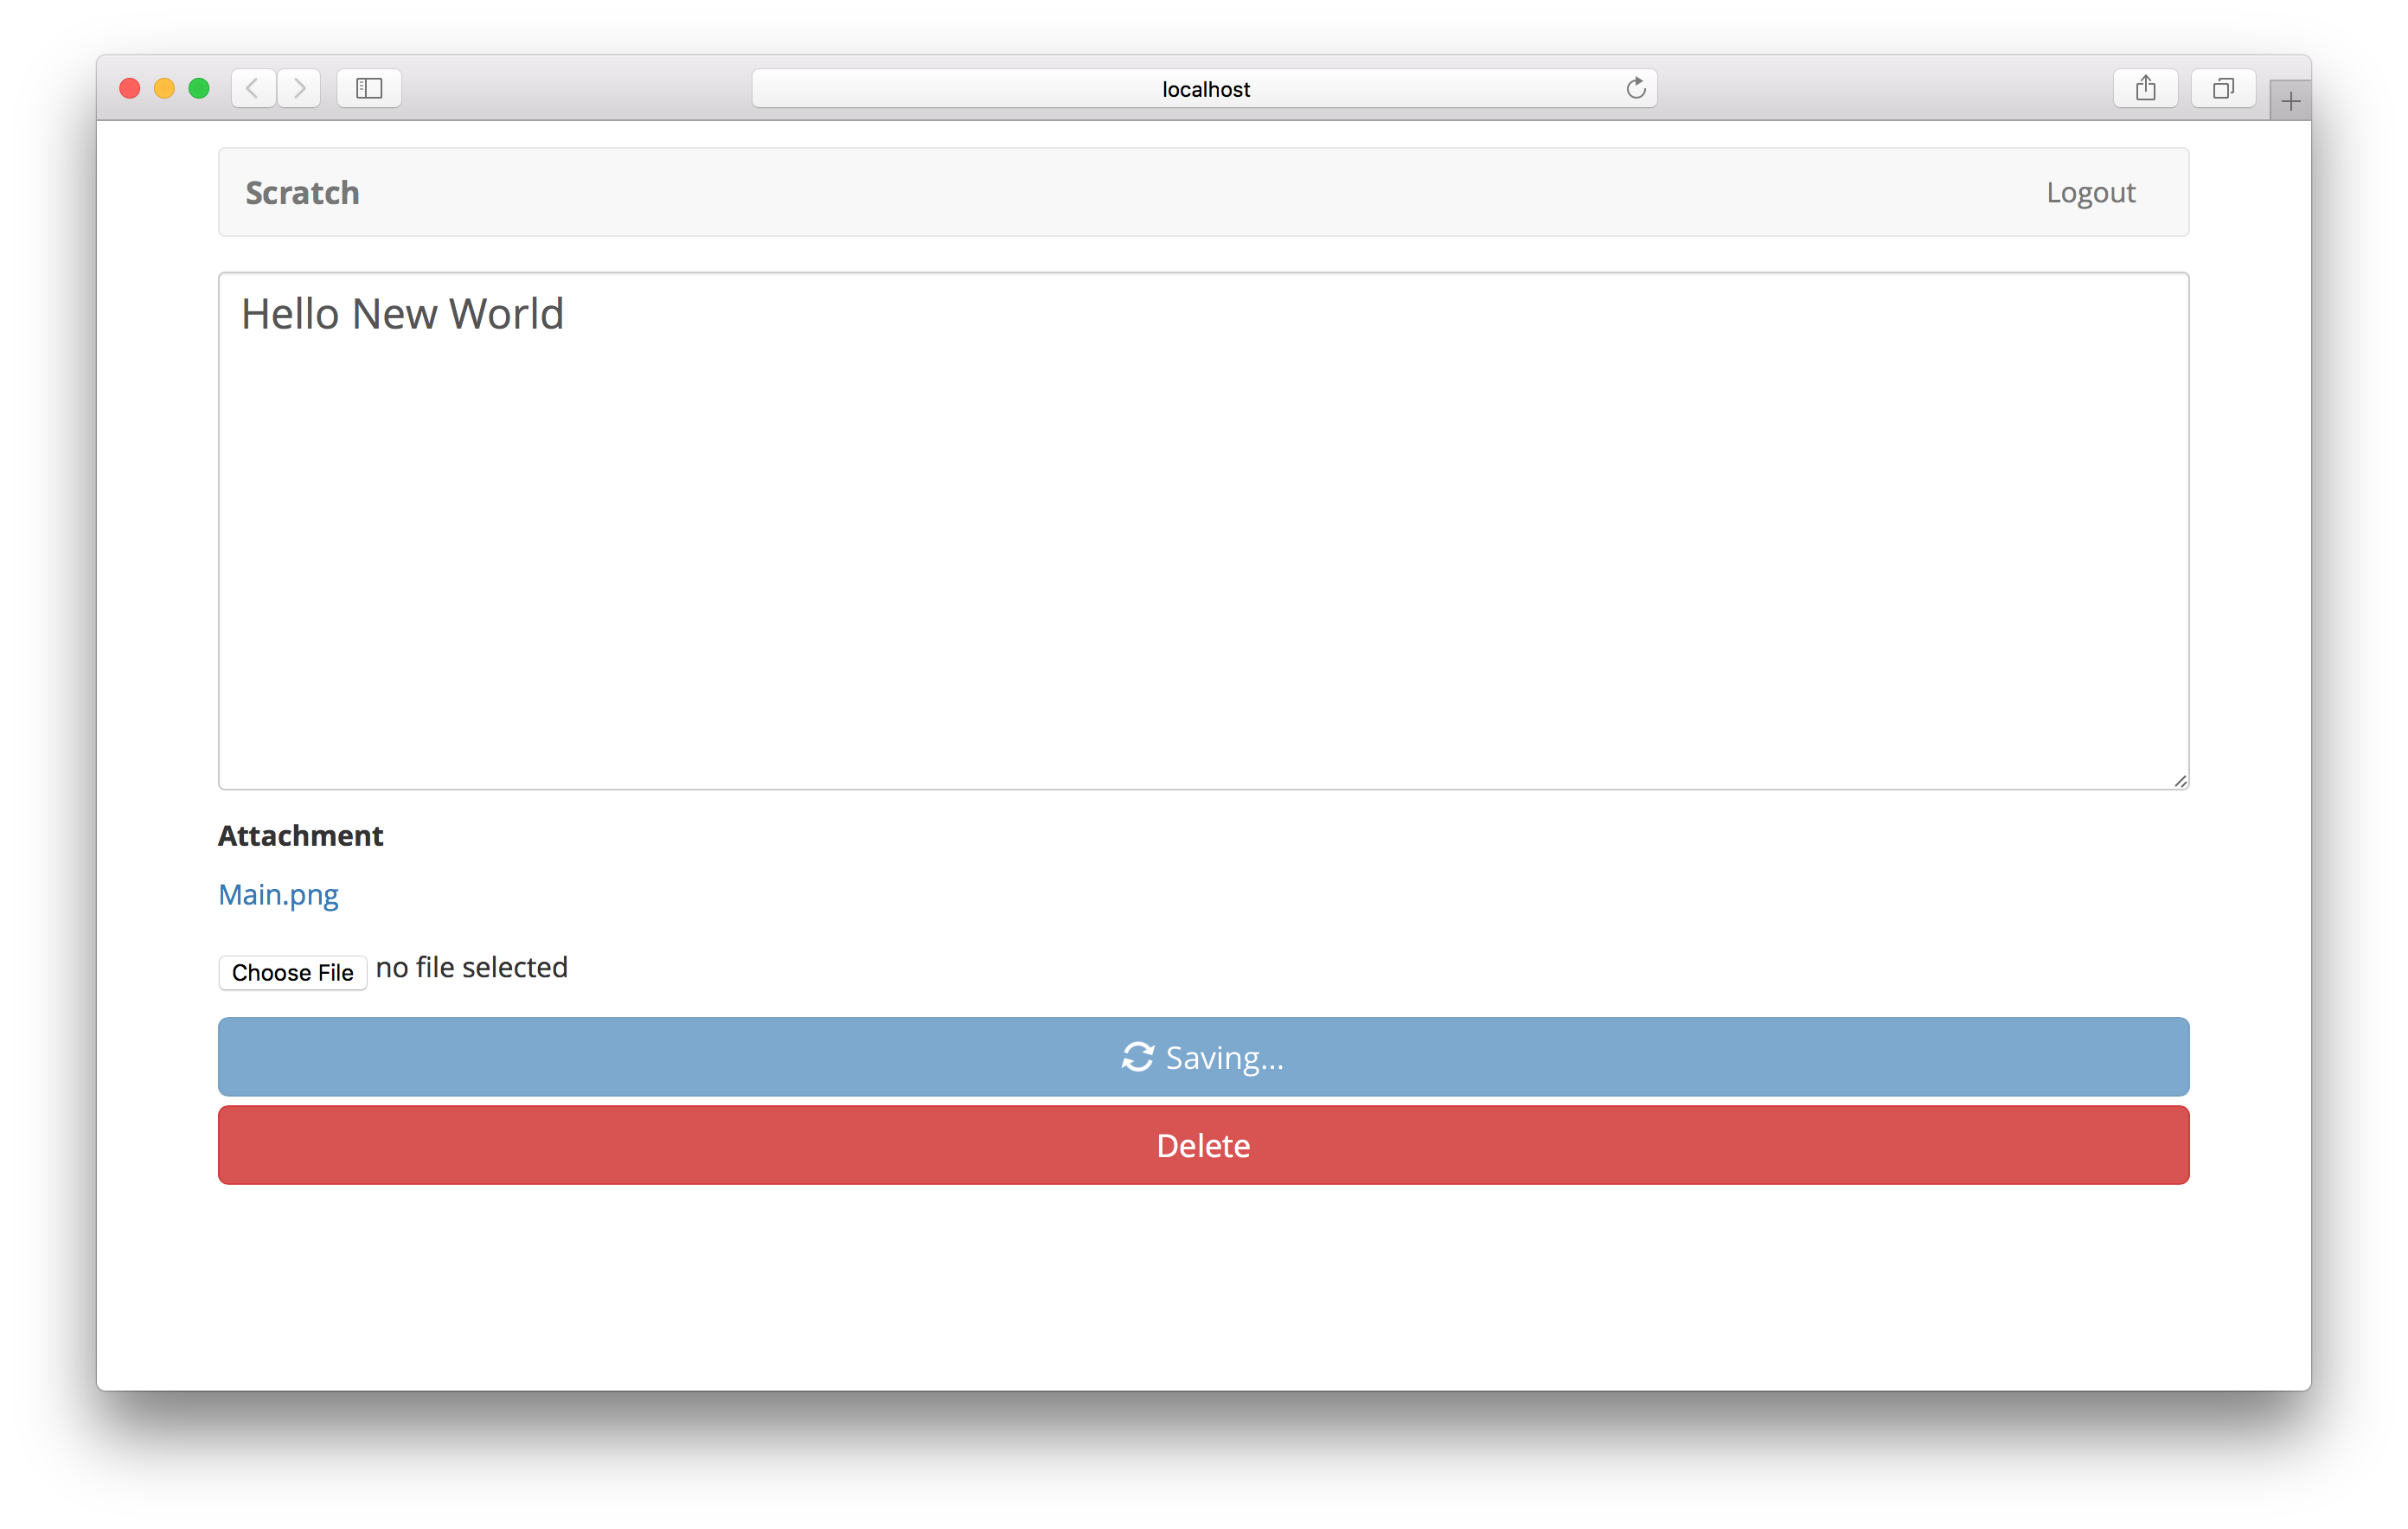 localhost
Scratch
Logout
Hello New World
Attachment
Main.png
Choose File no file selected
Saving...
Delete